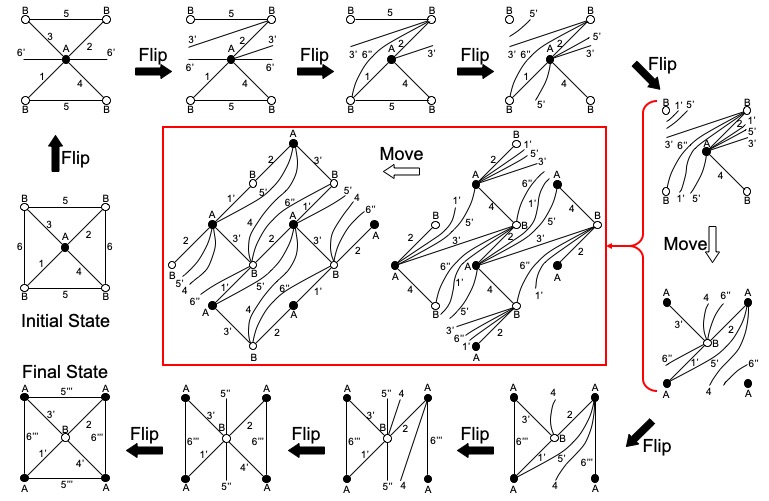 B 5 B
3 A 2
6' 6'
1 4
B 5 B
Flip
B 5 B
3' A 2 3'
6' 6'
1 4
B 5 B
Flip
B 5 B
3' 6'' A 2 3'
1 4
B 5 B
Flip
B 5' B
3' 6'' A 2 5' 3'
1 4
B 5' B
Flip
Flip
B 5 B
3 2
6 A 6
1 4
B 5 B
Initial State
A
2 3'
B 5' B
1' 6'' 5' 4
A 4 A 1' 6''
2 3' 3' 2 A
B B B
5' 4 1' 6''
6'' 5' 1'
A 4 A
3' 2
B
Move
B
1'
5'
A 3'
6'' A
1' 4 5' 1' 4
B 5' B B
2 3' 2 3'
A A 5' 2
4 6'' 4 6'' A
1' 1'
B 5' B
3' 5'
6'' 2
1'
A
B 1' 5' B
3' 6'' 2 1' 5' 3'
A
4
B 1' 5' B
Move
A 4 6'' A
3' 2
B
6'' 1' 5' 6''
A 4 A
Flip
Final State
A 5''' A
3' 2
6''' B 6'''
1' 4'
A 5''' A
Flip
A 5'' A
3' 2
6''' B 6'''
1' 4'
A 5'' A
Flip
A 5'' 4 A
3' 2
6''' B 6'''
1'
A 5'' 4 A
Flip
A 4 A
3' 2
6''' B
1' 5' 6'''
A 4 A